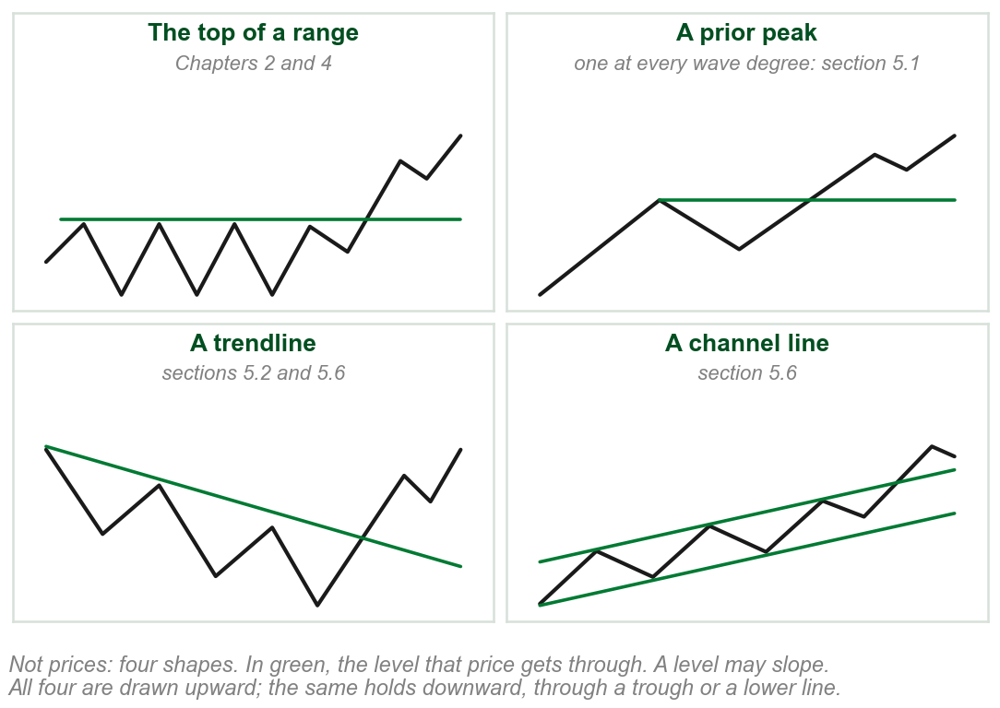 The top of a range
Chapters 2 and 4
A prior peak
one at every wave degree: section 5.1
A trendline
sections 5.2 and 5.6
A channel line
section 5.6
Not prices: four shapes. In green, the level that price gets through. A level may slope.
All four are drawn upward; the same holds downward, through a trough or a lower line.